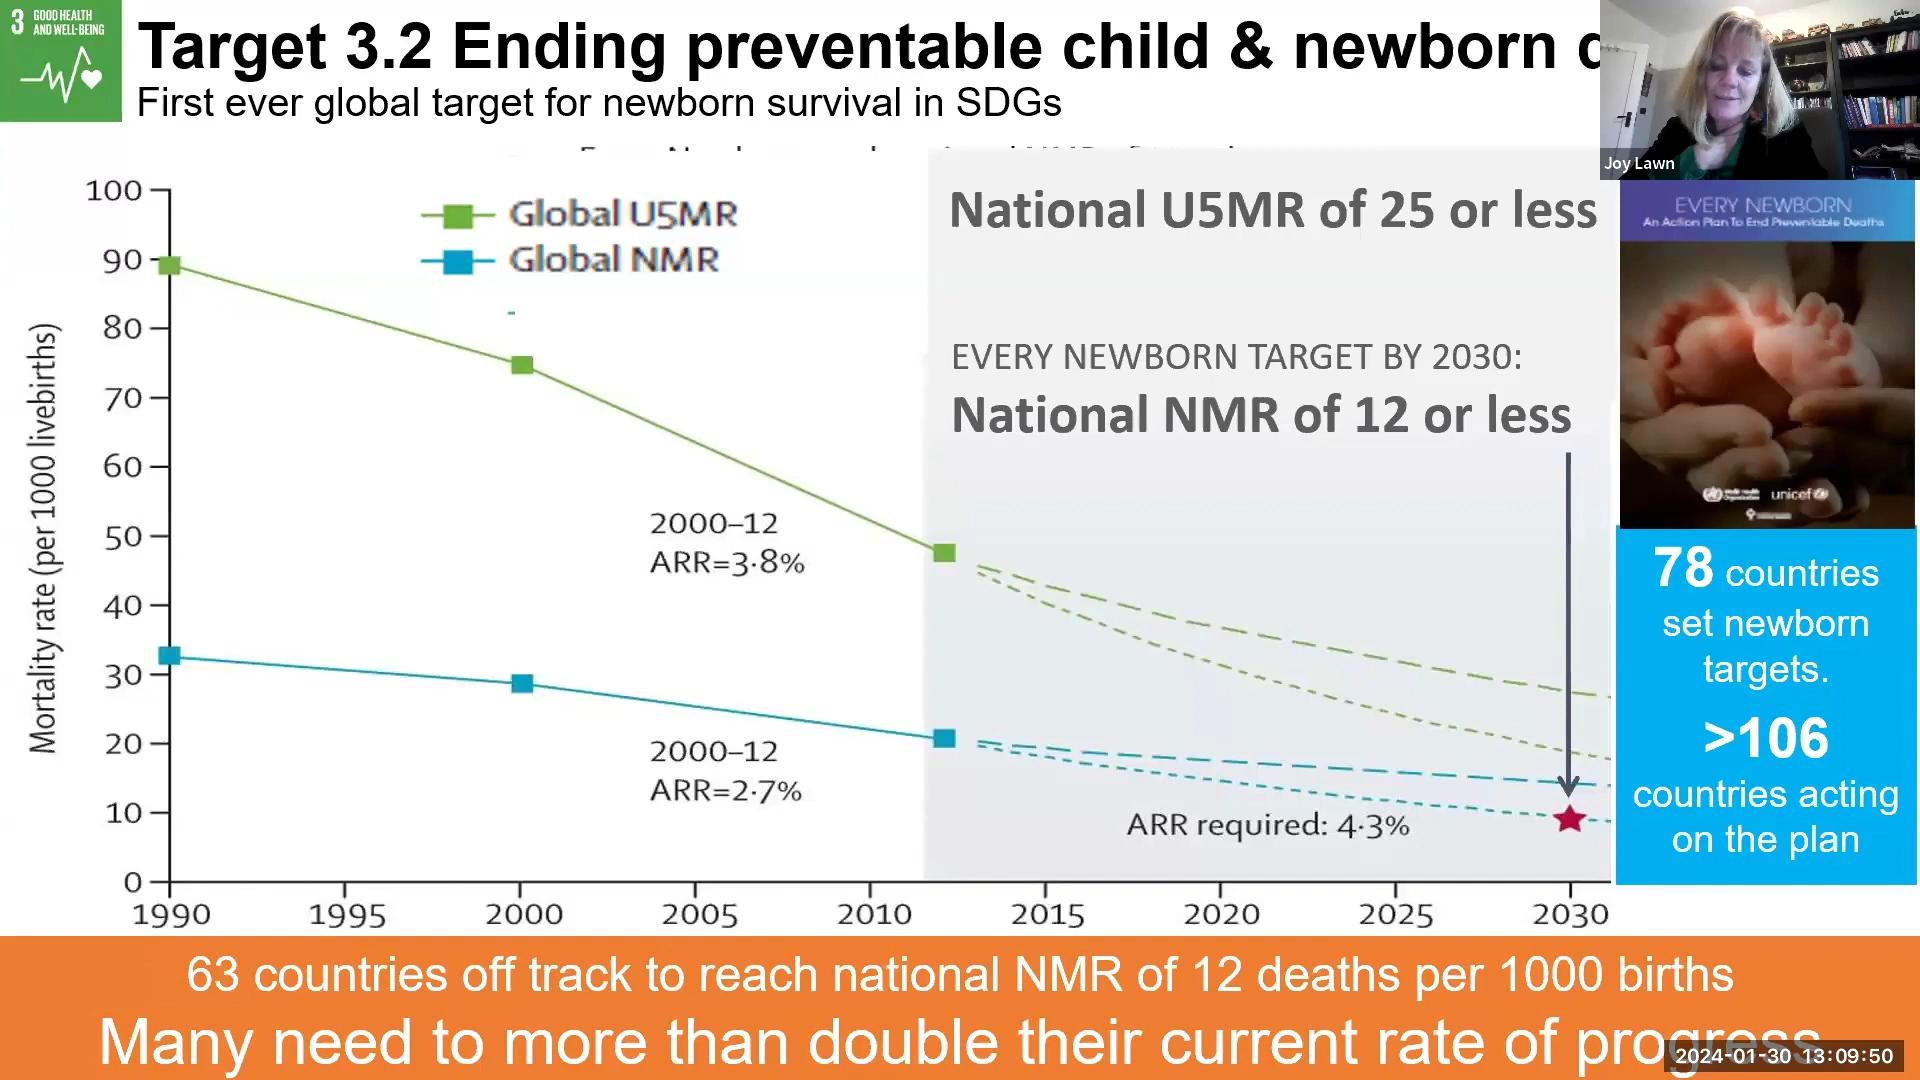 3 GOOD HEALTH
AND WELL-BEING
Target 3.2 Ending preventable child & newborn
First ever global target for newborn survival in SDGs
Joy Lawn
Global U5MR
Global NMR
National U5MR of 25 or less
EVERY NEWBORN TARGET BY 2030:
National NMR of 12 or less
Mortality rate (per 1000 livebirths)
100
90
80
70
60
50
40
30
20
10
0
2000–12
ARR=3·8%
2000–12
ARR=2·7%
ARR required: 4·3%
1990 1995 2000 2005 2010 2015 2020 2025 2030
EVERY NEWBORN
An Action Plan To End Preventable Deaths
World Health
Organization
unicef
78 countries
set newborn
targets.
>106
countries acting
on the plan
63 countries off track to reach national NMR of 12 deaths per 1000 births
Many need to more than double their current rate of progress
2024-01-30 13:09:50